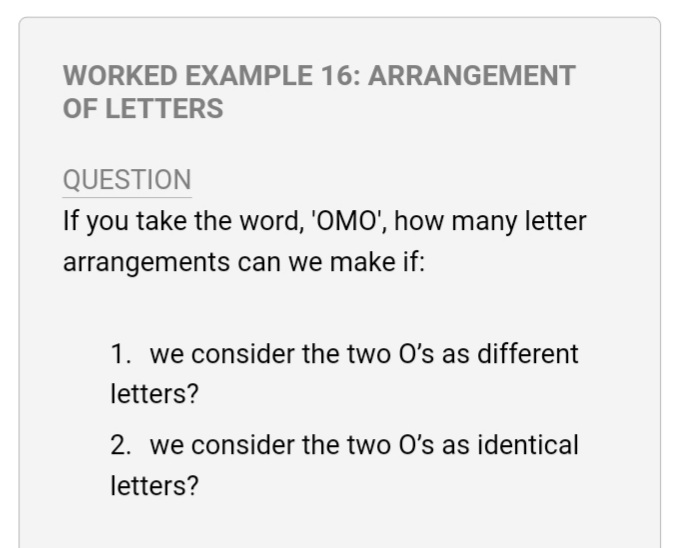 WORKED EXAMPLE 16: ARRANGEMENT
OF LETTERS
QUESTION
If you take the word, 'OMO', how many letter
arrangements can we make if:
1. we consider the two O’s as different
letters?
2. we consider the two O’s as identical
letters?